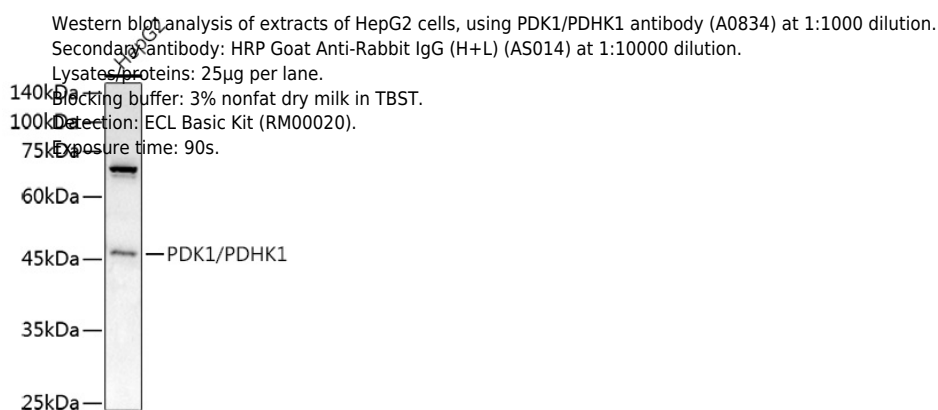 Western blot analysis of extracts of HepG2 cells, using PDK1/PDHK1 antibody (A0834) at 1:1000 dilution.
Secondary antibody: HRP Goat Anti-Rabbit IgG (H+L) (AS014) at 1:10000 dilution.
Lysates/proteins: 25μg per lane.
Blocking buffer: 3% nonfat dry milk in TBST.
Detection: ECL Basic Kit (RM00020).
Exposure time: 90s.
HepG2
140kDa
100kDa
75kDa
60kDa
45kDa
PDK1/PDHK1
35kDa
25kDa